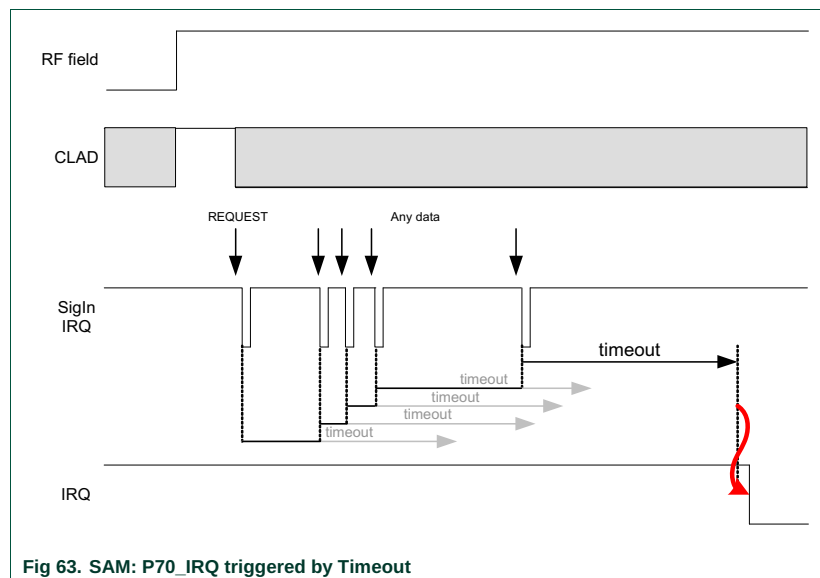 RF field
CLAD
REQUEST
Any data
SigIn
IRQ
timeout
timeout
timeout
timeout
timeout
IRQ
Fig 63. SAM: P70_IRQ triggered by Timeout